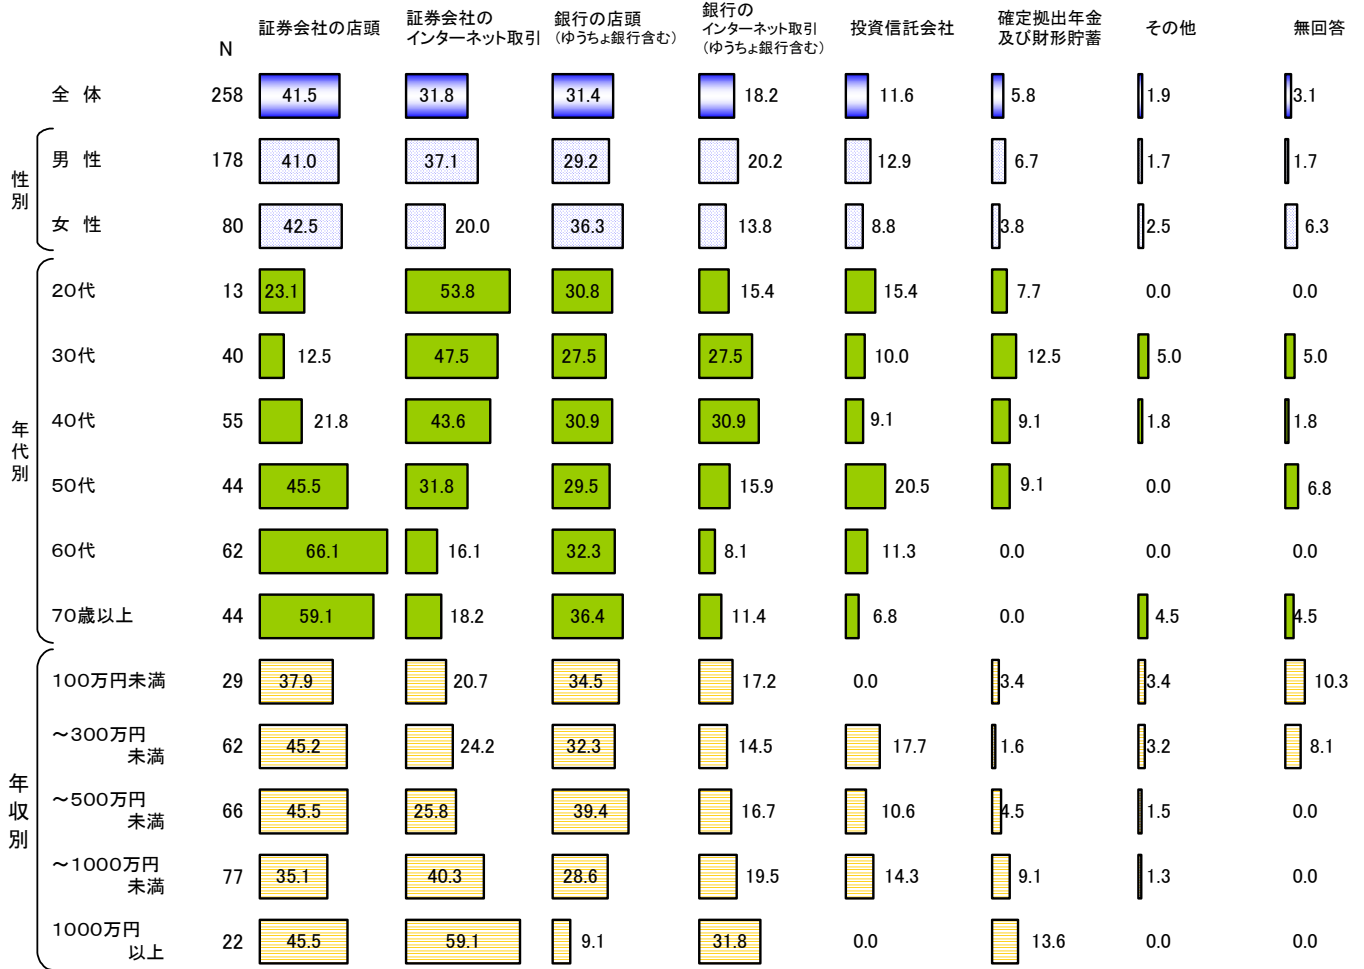 証券会社の店頭
証券会社の
インターネット取引
銀行の店頭
(ゆうちょ銀行含む)
銀行の
インターネット取引
(ゆうちょ銀行含む)
投資信託会社
確定拠出年金
及び財形貯蓄
その他
無回答
N
全 体 258 41.5 31.8 31.4 18.2 11.6 5.8 1.9 3.1
性別
男 性 178 41.0 37.1 29.2 20.2 12.9 6.7 1.7 1.7
女 性 80 42.5 20.0 36.3 13.8 8.8 3.8 2.5 6.3
年代別
20代 13 23.1 53.8 30.8 15.4 15.4 7.7 0.0 0.0
30代 40 12.5 47.5 27.5 27.5 10.0 12.5 5.0 5.0
40代 55 21.8 43.6 30.9 30.9 9.1 9.1 1.8 1.8
50代 44 45.5 31.8 29.5 15.9 20.5 9.1 0.0 6.8
60代 62 66.1 16.1 32.3 8.1 11.3 0.0 0.0 0.0
70歳以上 44 59.1 18.2 36.4 11.4 6.8 0.0 4.5 4.5
年収別
100万円未満 29 37.9 20.7 34.5 17.2 0.0 3.4 3.4 10.3
～300万円
未満 62 45.2 24.2 32.3 14.5 17.7 1.6 3.2 8.1
～500万円
未満 66 45.5 25.8 39.4 16.7 10.6 4.5 1.5 0.0
～1000万円
未満 77 35.1 40.3 28.6 19.5 14.3 9.1 1.3 0.0
1000万円
以上 22 45.5 59.1 9.1 31.8 0.0 13.6 0.0 0.0